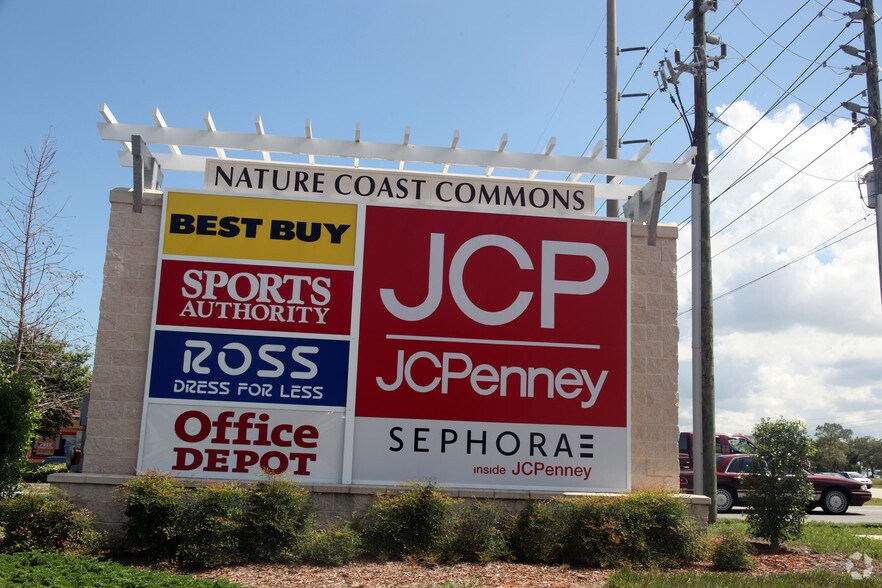 NATURE COAST COMMONS
BEST BUY
SPORTS
AUTHORITY
ROSS
DRESS FOR LESS
Office
DEPOT
JCP
JCPenney
SEPHORA
inside JCPenney